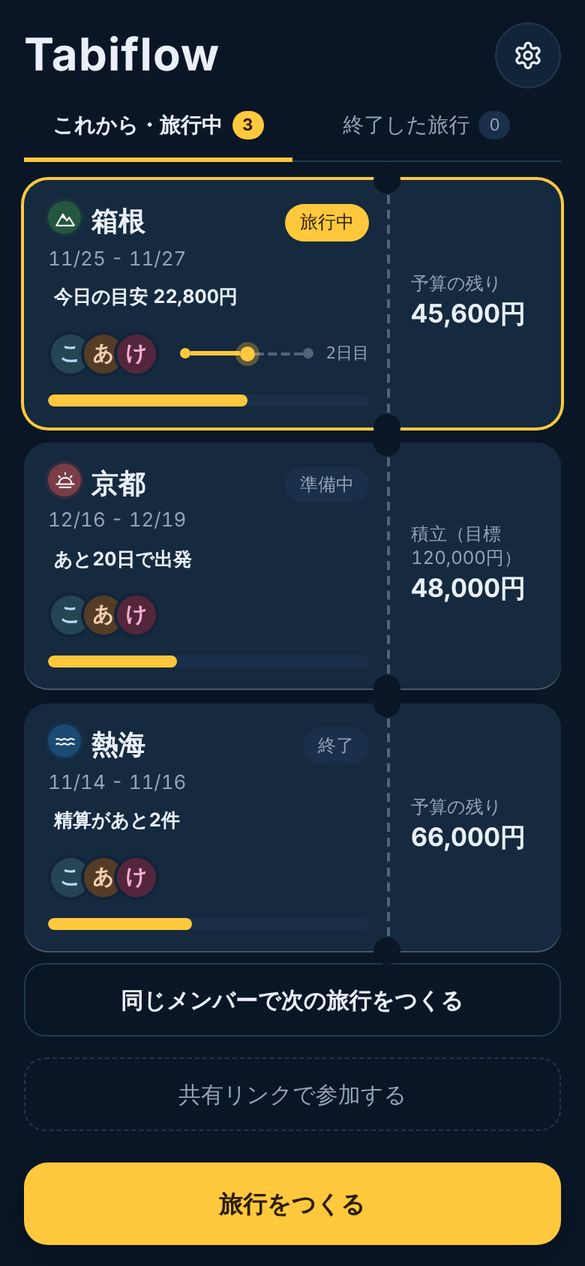 Tabiflow
これから・旅行中 3
終了した旅行 0
箱根
旅行中
11/25 - 11/27
今日の目安 22,800円
こ あ け
2日目
予算の残り
45,600円
京都
準備中
12/16 - 12/19
あと20日で出発
こ あ け
積立（目標
120,000円）
48,000円
熱海
終了
11/14 - 11/16
精算があと2件
こ あ け
予算の残り
66,000円
同じメンバーで次の旅行をつくる
共有リンクで参加する
旅行をつくる